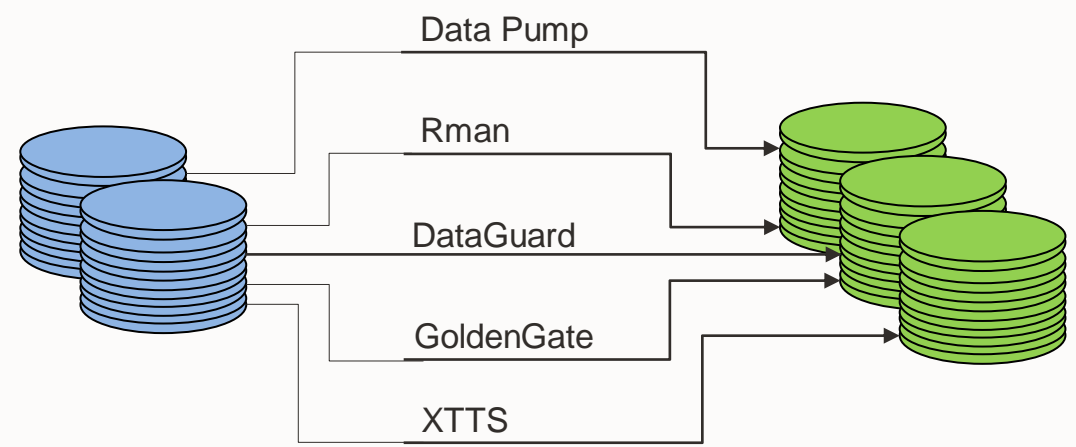 Data Pump
Rman
DataGuard
GoldenGate
XTTS